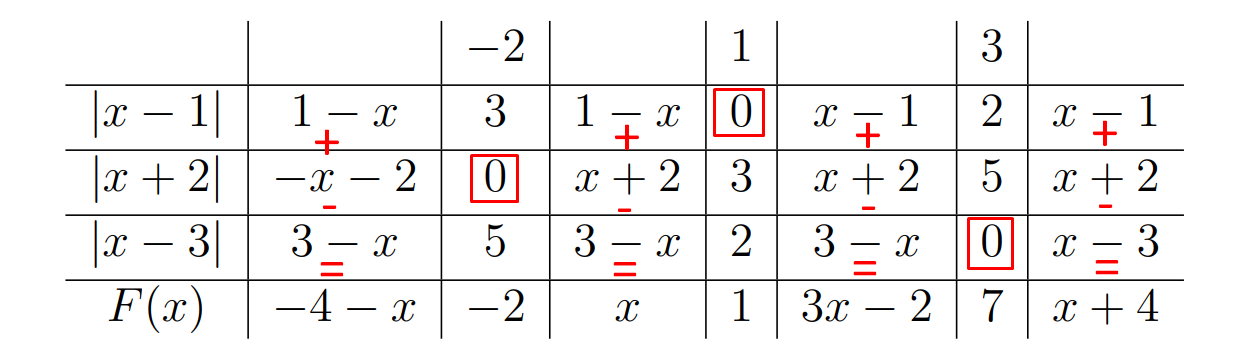 −2 1 3
|x − 1| 1 − x 3 1 − x 0 x − 1 2 x − 1
+ + + +
|x + 2| −x − 2 0 x + 2 3 x + 2 5 x + 2
- - - -
|x − 3| 3 − x 5 3 − x 2 3 − x 0 x − 3
= = = =
F(x) −4 − x −2 x 1 3x − 2 7 x + 4